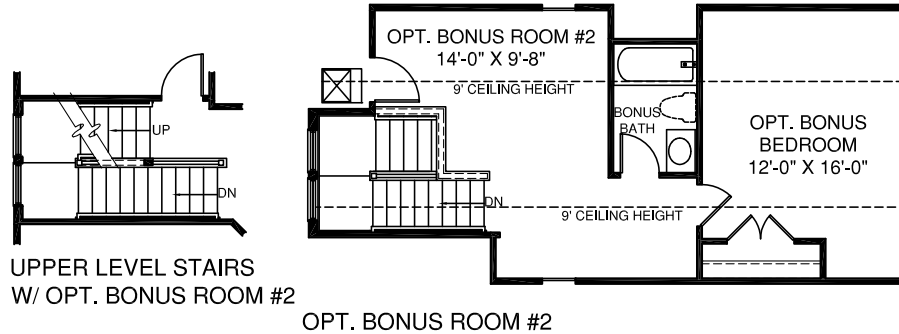 UP
DN
UPPER LEVEL STAIRS
W/ OPT. BONUS ROOM #2
OPT. BONUS ROOM #2
14'-0" X 9'-8"
9' CEILING HEIGHT
BONUS
BATH
OPT. BONUS
BEDROOM
12'-0" X 16'-0"
DN
9' CEILING HEIGHT
OPT. BONUS ROOM #2